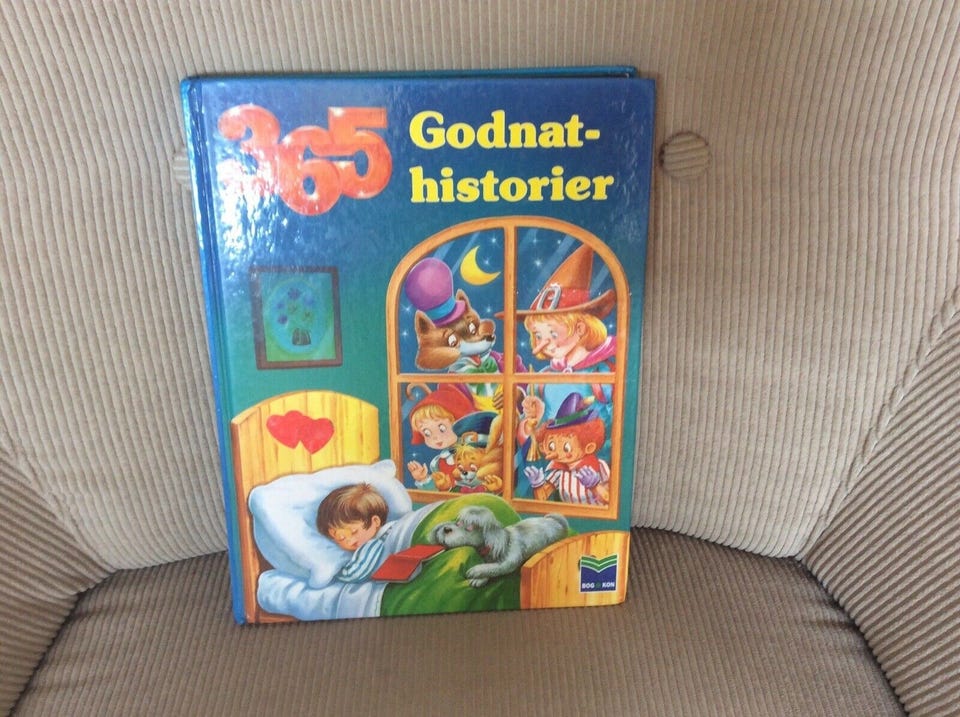 365
Godnat-
historier
BOG KON